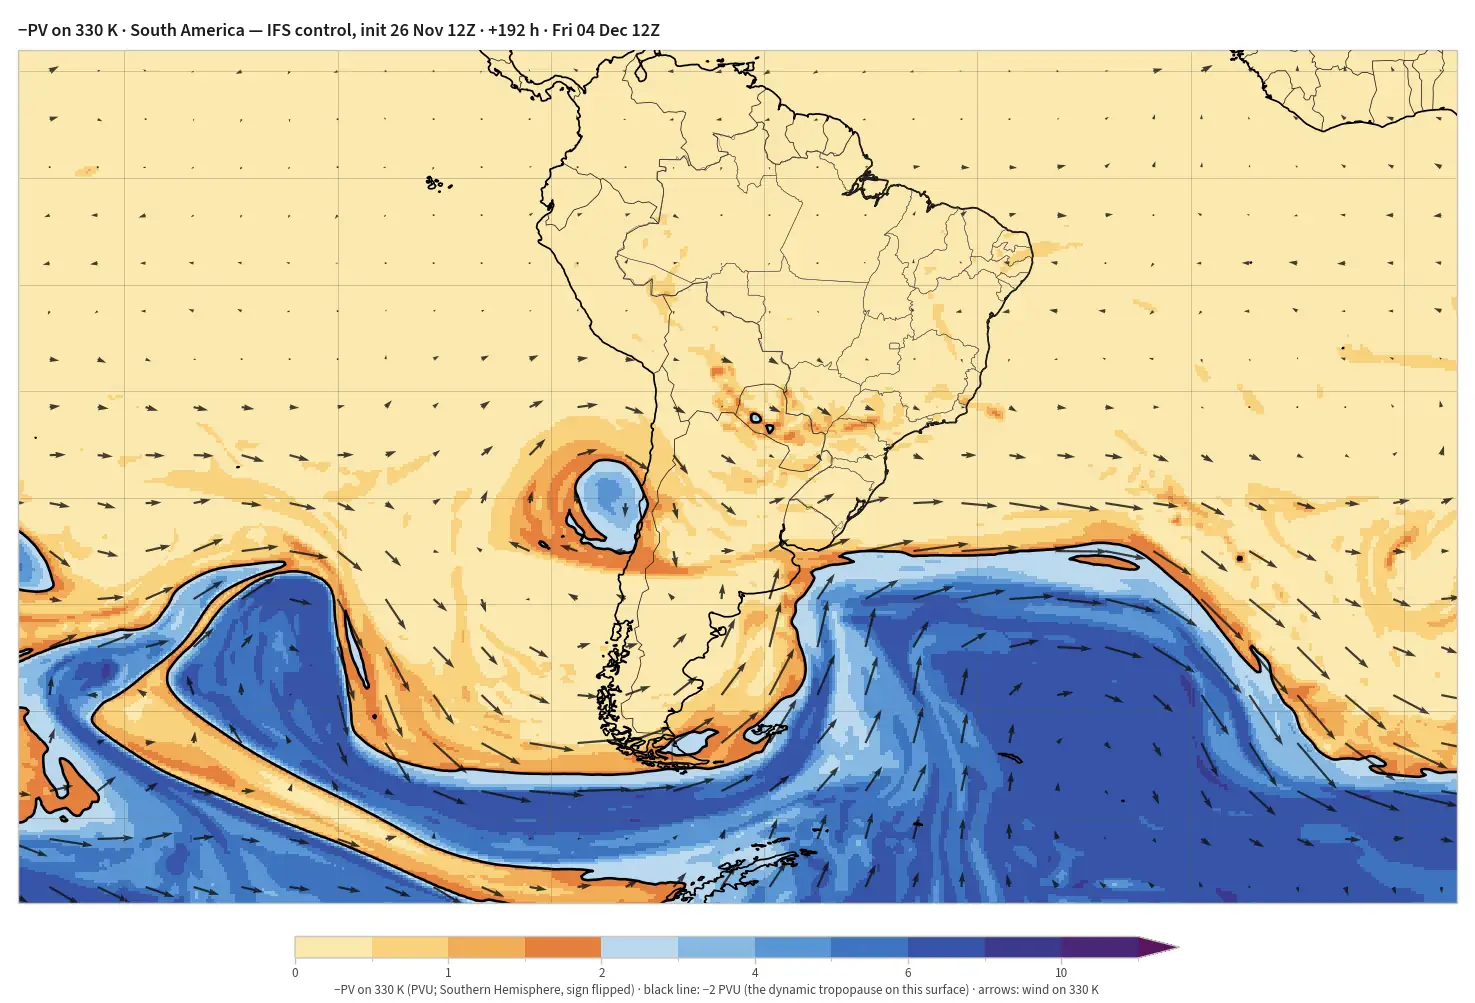 −PV on 330 K · South America — IFS control, init 26 Nov 12Z · +192 h · Fri 04 Dec 12Z
0 1 2 4 6 10
−PV on 330 K (PVU; Southern Hemisphere, sign flipped) · black line: −2 PVU (the dynamic tropopause on this surface) · arrows: wind on 330 K